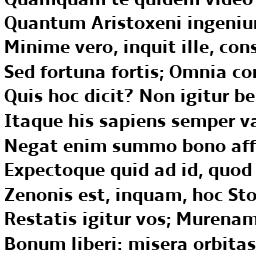 Quamquam te quidem video
Quantum Aristoxeni ingeniu
Minime vero, inquit ille, cons
Sed fortuna fortis; Omnia con
Quis hoc dicit? Non igitur be
Itaque his sapiens semper va
Negat enim summo bono aff
Expectoque quid ad id, quod
Zenonis est, inquam, hoc Sto
Restatis igitur vos; Murenam
Bonum liberi: misera orbitas